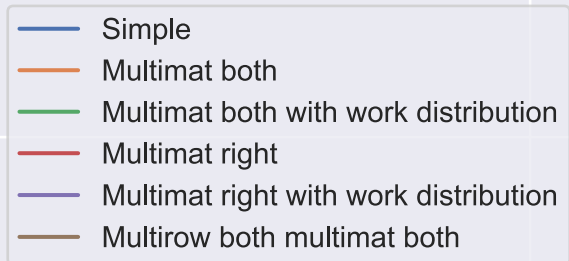 Simple
Multimat both
Multimat both with work distribution
Multimat right
Multimat right with work distribution
Multirow both multimat both